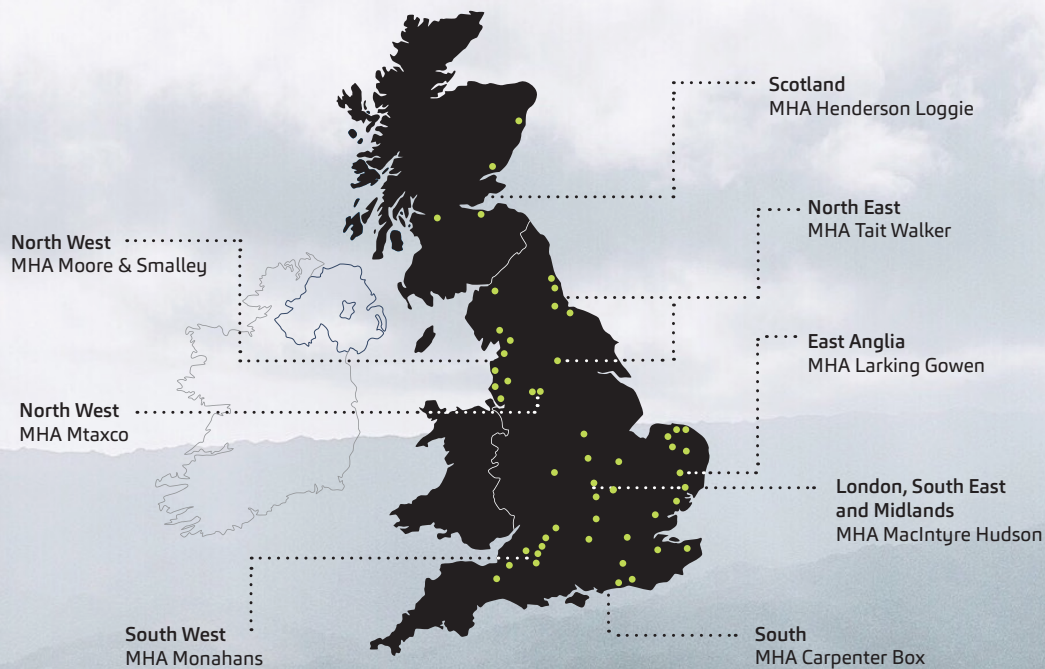 Scotland
MHA Henderson Loggie
North East
MHA Tait Walker
North West
MHA Moore & Smalley
East Anglia
MHA Larking Gowen
North West
MHA Mtaxco
London, South East
and Midlands
MHA MacIntyre Hudson
South West
MHA Monahans
South
MHA Carpenter Box